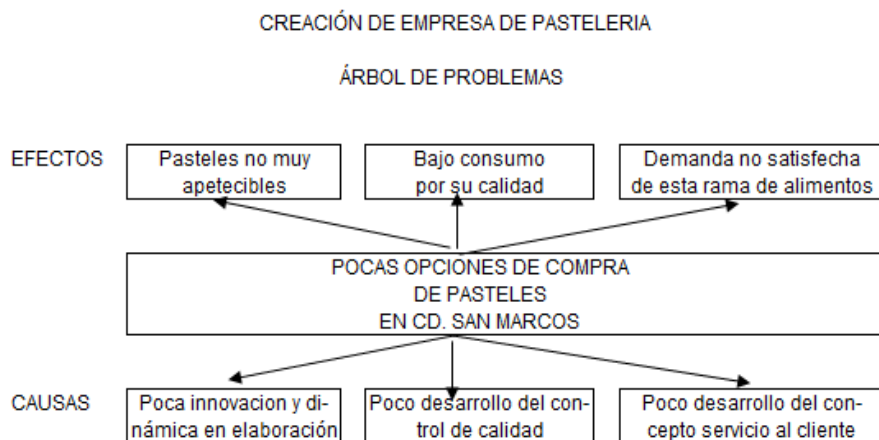 CREACIÓN DE EMPRESA DE PASTELERIA
ÁRBOL DE PROBLEMAS
EFECTOS
Pasteles no muy
apetecibles
Bajo consumo
por su calidad
Demanda no satisfecha
de esta rama de alimentos
POCAS OPCIONES DE COMPRA
DE PASTELES
EN CD. SAN MARCOS
CAUSAS
Poca innovacion y di-
námica en elaboración
Poco desarrollo del con-
trol de calidad
Poco desarrollo del con-
cepto servicio al cliente